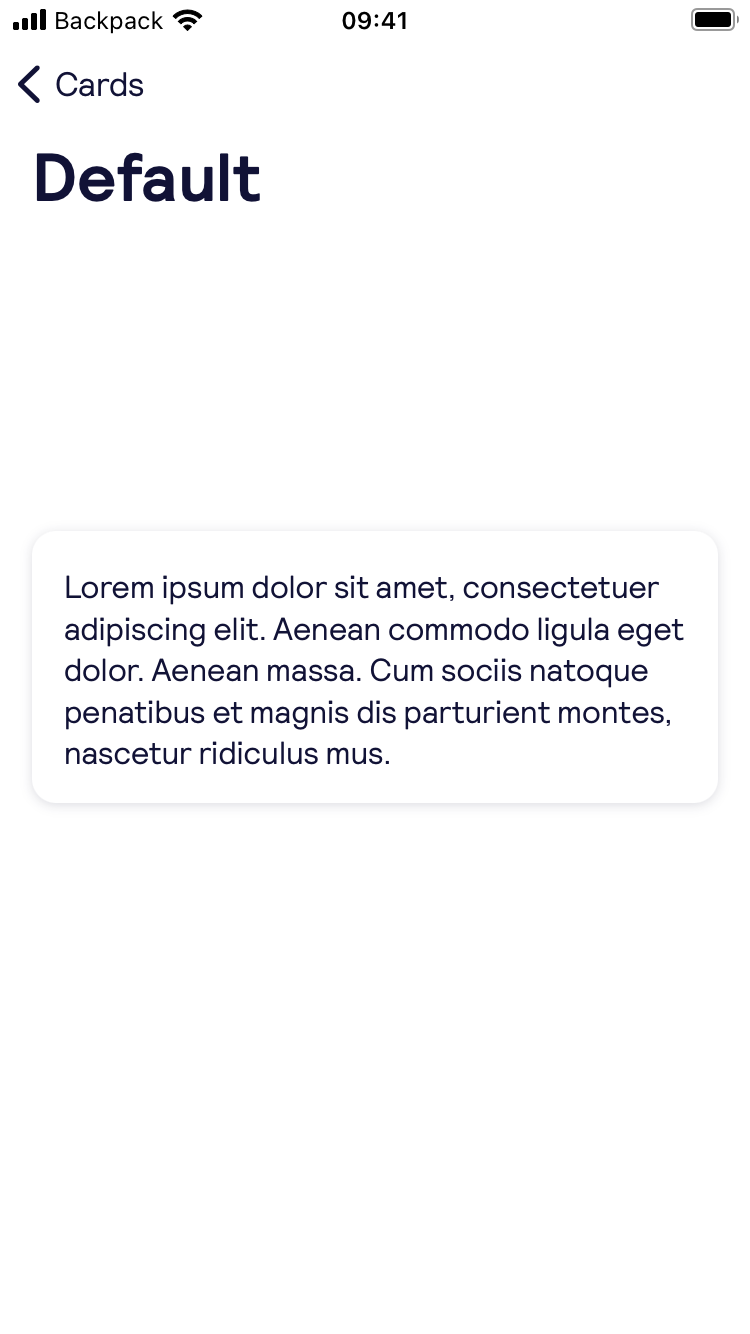 Backpack 09:41
Cards
Default
Lorem ipsum dolor sit amet, consectetuer
adipiscing elit. Aenean commodo ligula eget
dolor. Aenean massa. Cum sociis natoque
penatibus et magnis dis parturient montes,
nascetur ridiculus mus.